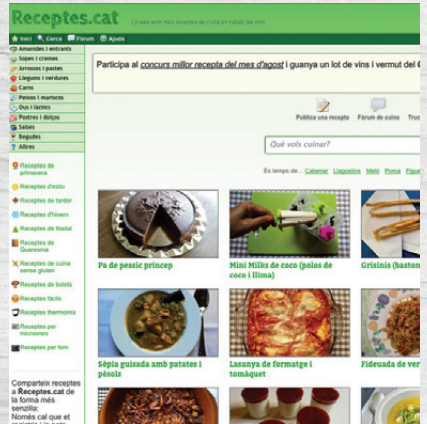 Receptes.cat
La web amb més receptes de cuina en català del món
Inici Cerca Fòrum Ajuda
Amanides i entrants
Sopes i cremes
Arrossos i pastes
Llegums i verdures
Carns
Peixos i mariscos
Ous i làctics
Postres i dolços
Salses
Begudes
Altres
Receptes de
primavera
Receptes d'estiu
Receptes de tardor
Receptes d'hivern
Receptes de Nadal
Receptes de
Quaresma
Receptes de cuina
sense gluten
Receptes de bolets
Receptes fàcils
Receptes thermomix
Receptes per
microones
Receptes per forn
Comparteix receptes
a Receptes.cat de
la forma més
senzilla:
Només cal que et
Participa al concurs millor recepta del mes d'agost i guanya un lot de vins i vermut del C
Publica una recepta Fòrum de cuina Truc
Què vols cuinar?
És temps de... Calamar Llagostins Meló Poma Figue
Pa de pessic príncep
Mini Milks de coco (polos de
coco i llima)
Grisinis (baston
Sèpia guisada amb patates i
pèsols
Lasanya de formatge i
tomàquet
Fideuada de ver